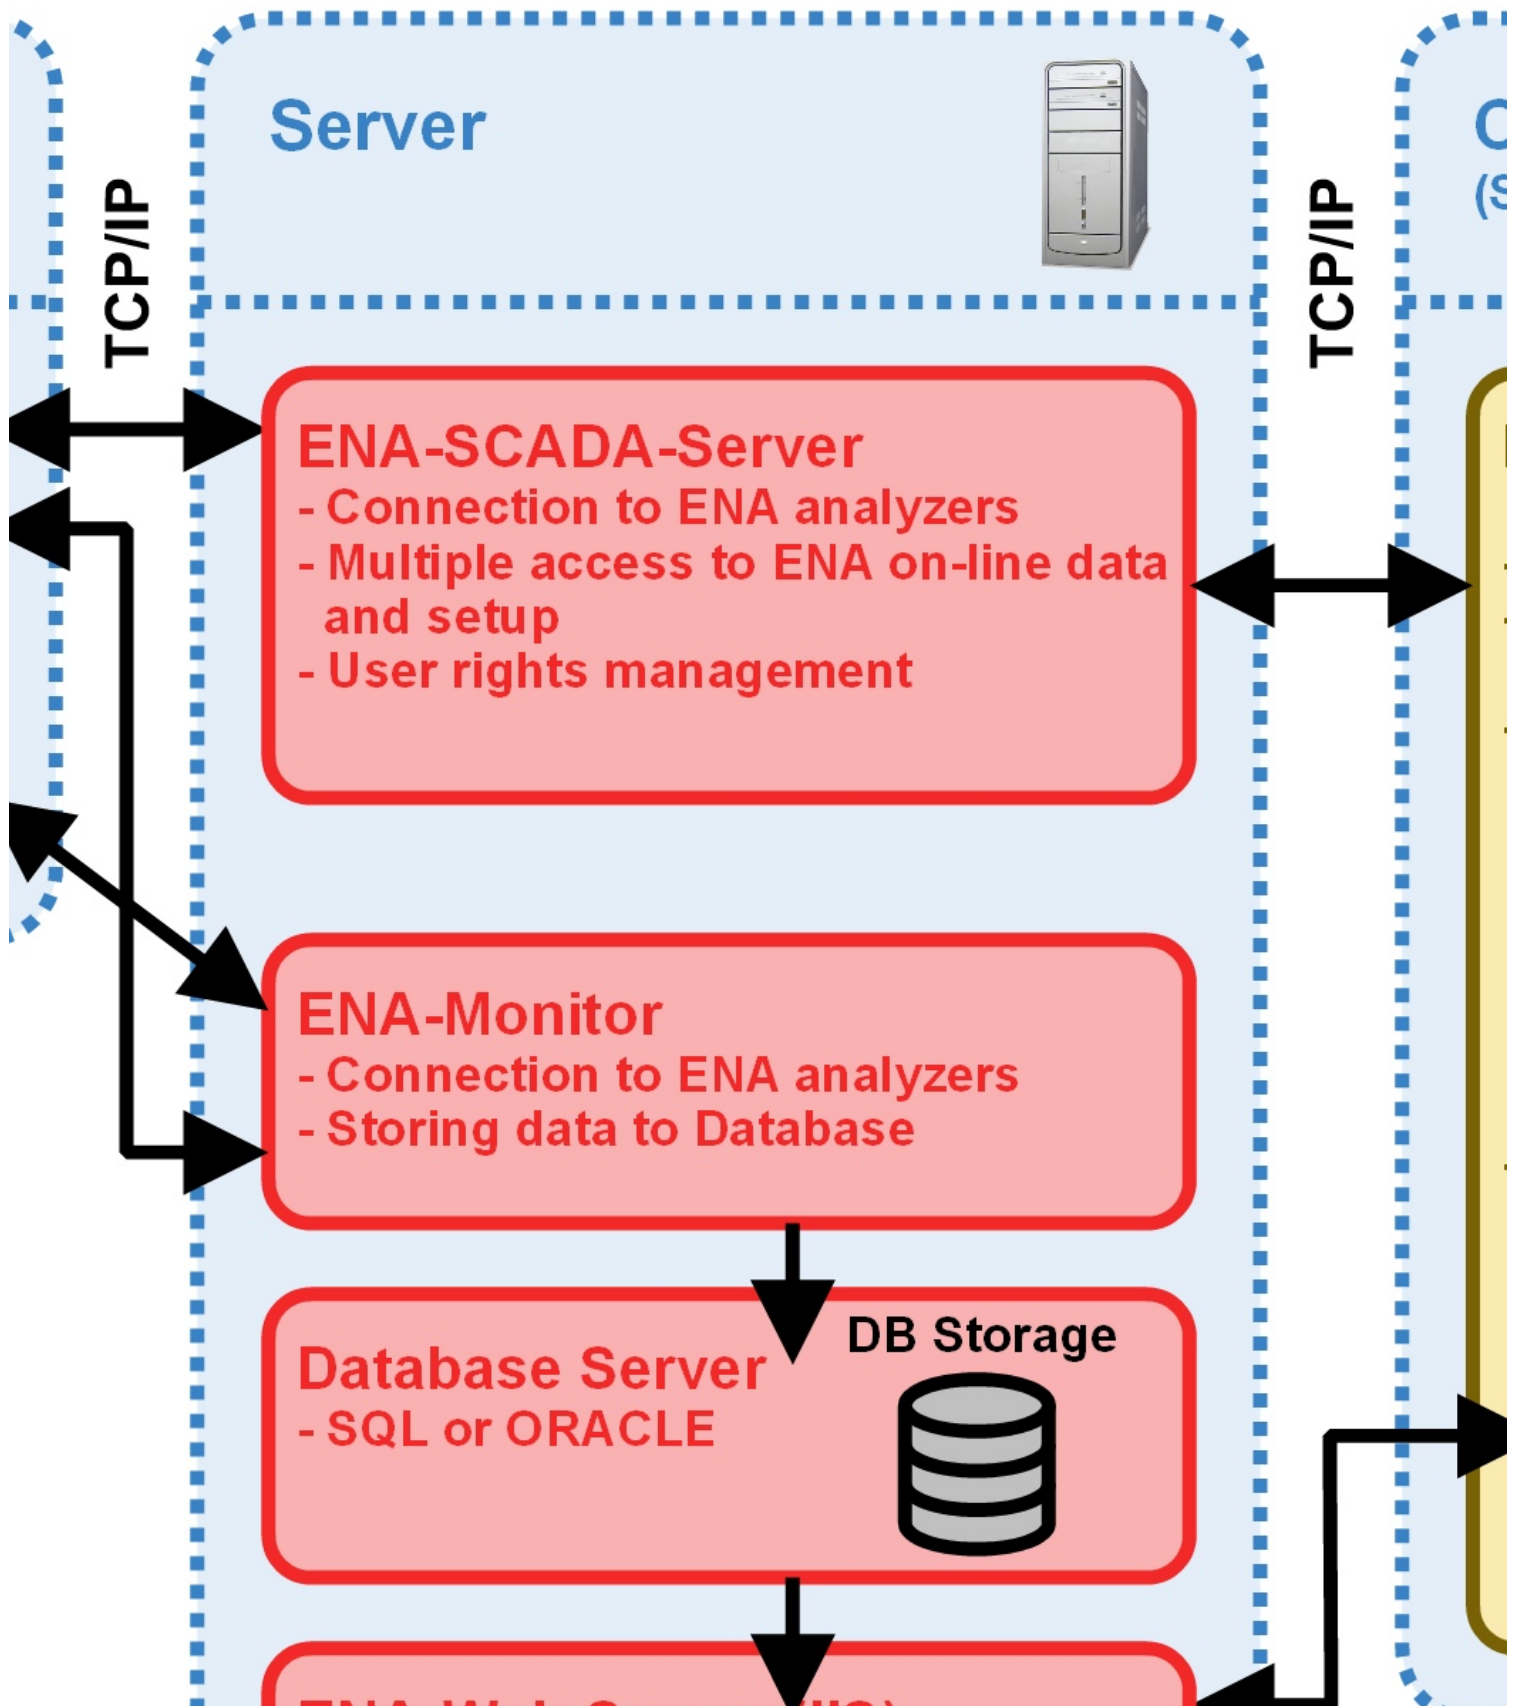 Server
TCP/IP
TCP/IP
ENA-SCADA-Server
- Connection to ENA analyzers
- Multiple access to ENA on-line data
and setup
- User rights management
ENA-Monitor
- Connection to ENA analyzers
- Storing data to Database
DB Storage
Database Server
- SQL or ORACLE